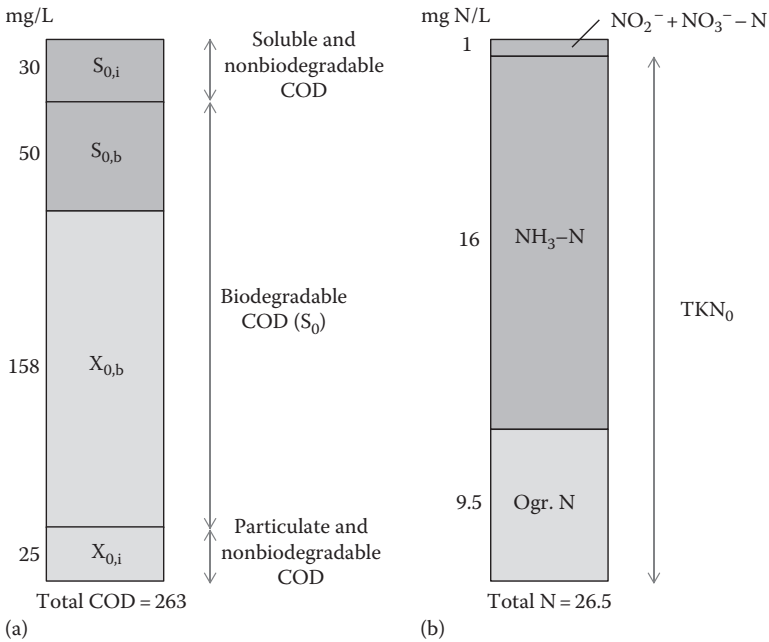 mg/L
30
S0,i
Soluble and
nonbiodegradable
COD
50
S0,b
158
X0,b
Biodegradable
COD (S0)
25
X0,i
Particulate and
nonbiodegradable
COD
Total COD = 263
(a)
mg N/L
NO2− + NO3− − N
1
16
NH3−N
TKN0
9.5
Ogr. N
Total N = 26.5
(b)